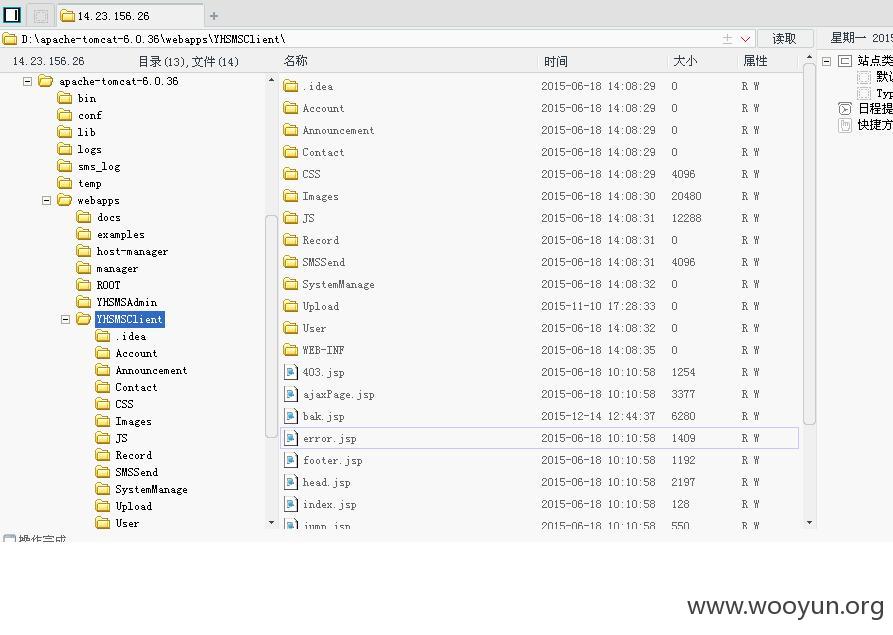 14.23.156.26
D:\apache-tomcat-6.0.36\webapps\YHSMSClient\ 读取 星期一 2015
14.23.156.26 目录(13),文件(14) 名称 时间 大小 属性
apache-tomcat-6.0.36
bin
conf
lib
logs
sms_log
temp
webapps
docs
examples
host-manager
manager
ROOT
YHSMSAdmin
YHSMSClient
.idea
Account
Announcement
Contact
CSS
Images
JS
Record
SMSSend
SystemManage
Upload
User
.idea 2015-06-18 14:08:29 0 R W
Account 2015-06-18 14:08:29 0 R W
Announcement 2015-06-18 14:08:29 0 R W
Contact 2015-06-18 14:08:29 0 R W
CSS 2015-06-18 14:08:29 4096 R W
Images 2015-06-18 14:08:30 20480 R W
JS 2015-06-18 14:08:31 12288 R W
Record 2015-06-18 14:08:31 0 R W
SMSSend 2015-06-18 14:08:31 4096 R W
SystemManage 2015-06-18 14:08:32 0 R W
Upload 2015-11-10 17:28:33 0 R W
User 2015-06-18 14:08:32 0 R W
WEB-INF 2015-06-18 14:08:35 0 R W
403.jsp 2015-06-18 10:10:58 1254 R W
ajaxPage.jsp 2015-06-18 10:10:58 3377 R W
bak.jsp 2015-12-14 12:44:37 6280 R W
error.jsp 2015-06-18 10:10:58 1409 R W
footer.jsp 2015-06-18 10:10:58 1192 R W
head.jsp 2015-06-18 10:10:58 2197 R W
index.jsp 2015-06-18 10:10:58 128 R W
jump.jsp 2015-06-18 10:10:58 550 R W
站点类
默认
Typ
日程提
快捷方
操作完成
www.wooyun.org